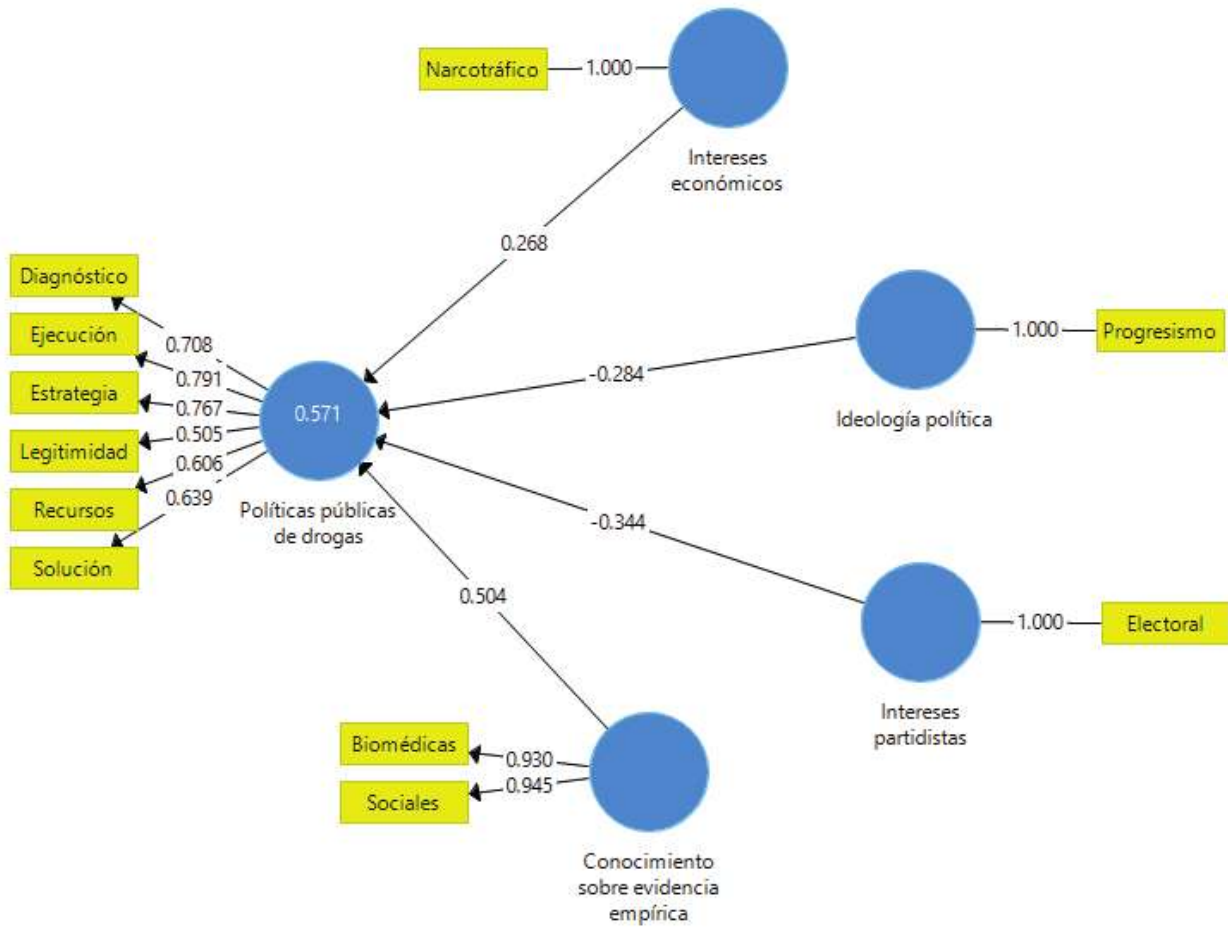 Narcotráfico
1.000
Intereses
económicos
0.268
Diagnóstico
Ejecución
Estrategia
Legitimidad
Recursos
Solución
0.708
0.791
0.767
0.505
0.606
0.639
0.571
Políticas públicas
de drogas
-0.284
1.000
Progresismo
Ideología política
-0.344
1.000
Electoral
Intereses
partidistas
0.504
Biomédicas
Sociales
0.930
0.945
Conocimiento
sobre evidencia
empírica